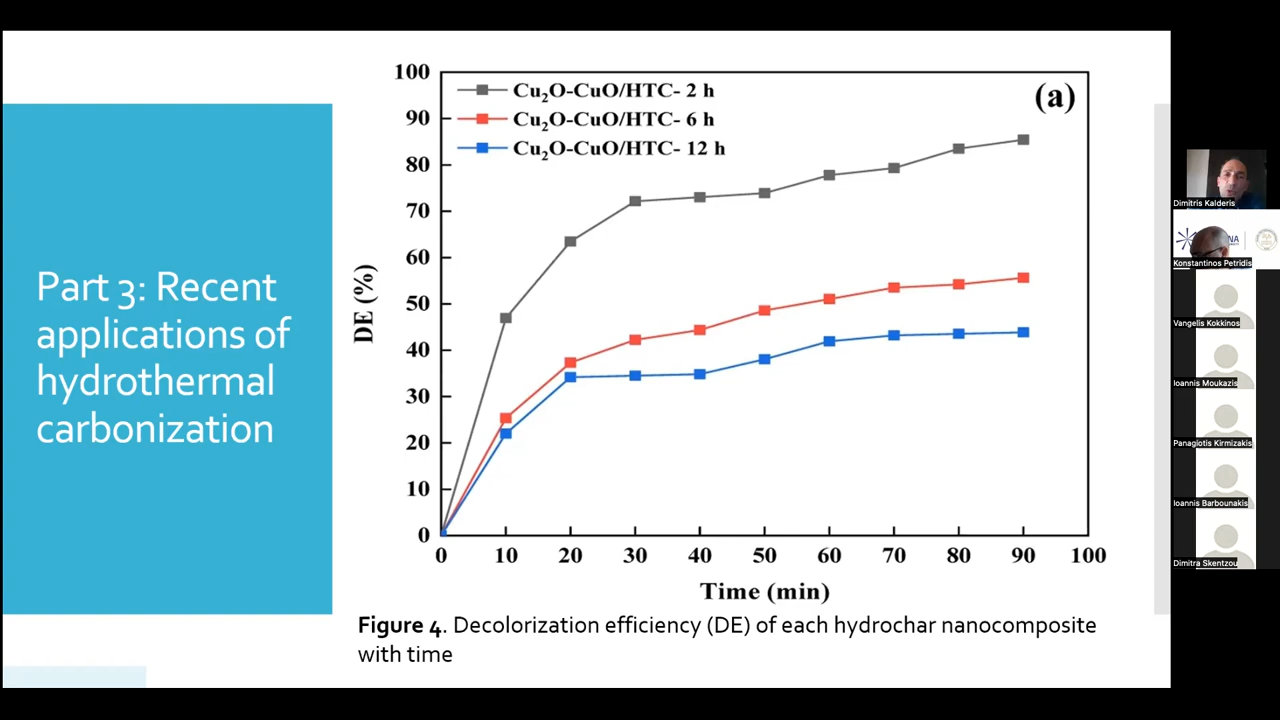 Part 3: Recent
applications of
hydrothermal
carbonization
(a)
Cu₂O-CuO/HTC- 2 h
Cu₂O-CuO/HTC- 6 h
Cu₂O-CuO/HTC- 12 h
DE (%)
100
90
80
70
60
50
40
30
20
10
0
0 10 20 30 40 50 60 70 80 90 100
Time (min)
Figure 4. Decolorization efficiency (DE) of each hydrochar nanocomposite
with time
Dimitris Kalderis
Konstantinos Petridis
Vangelis Kokkinos
Ioannis Moukazis
Panagiotis Kirmizakis
Ioannis Barbounakis
Dimitra Skentzou